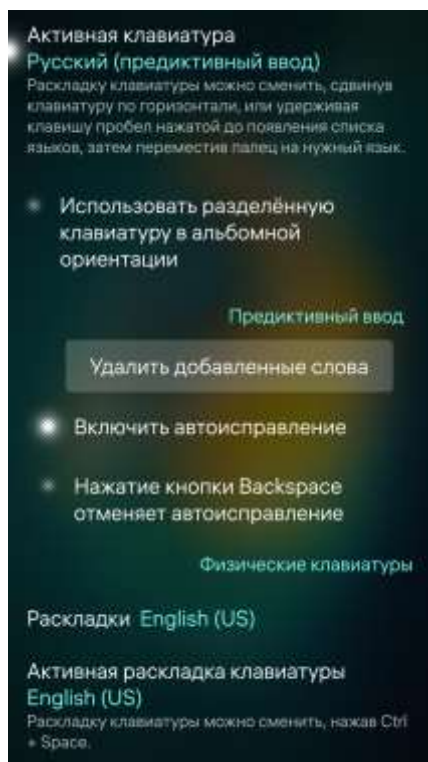 Активная клавиатура
Русский (предиктивный ввод)
Раскладку клавиатуры можно сменить, сдвинув
клавиатуру по горизонтали, или удерживая
клавишу пробел нажатой до появления списка
языков, затем переместив палец на нужный язык.
Использовать разделённую
клавиатуру в альбомной
ориентации
Предиктивный ввод
Удалить добавленные слова
Включить автоисправление
Нажатие кнопки Backspace
отменяет автоисправление
Физические клавиатуры
Раскладки English (US)
Активная раскладка клавиатуры
English (US)
Раскладку клавиатуры можно сменить, нажав Ctrl
+ Space.